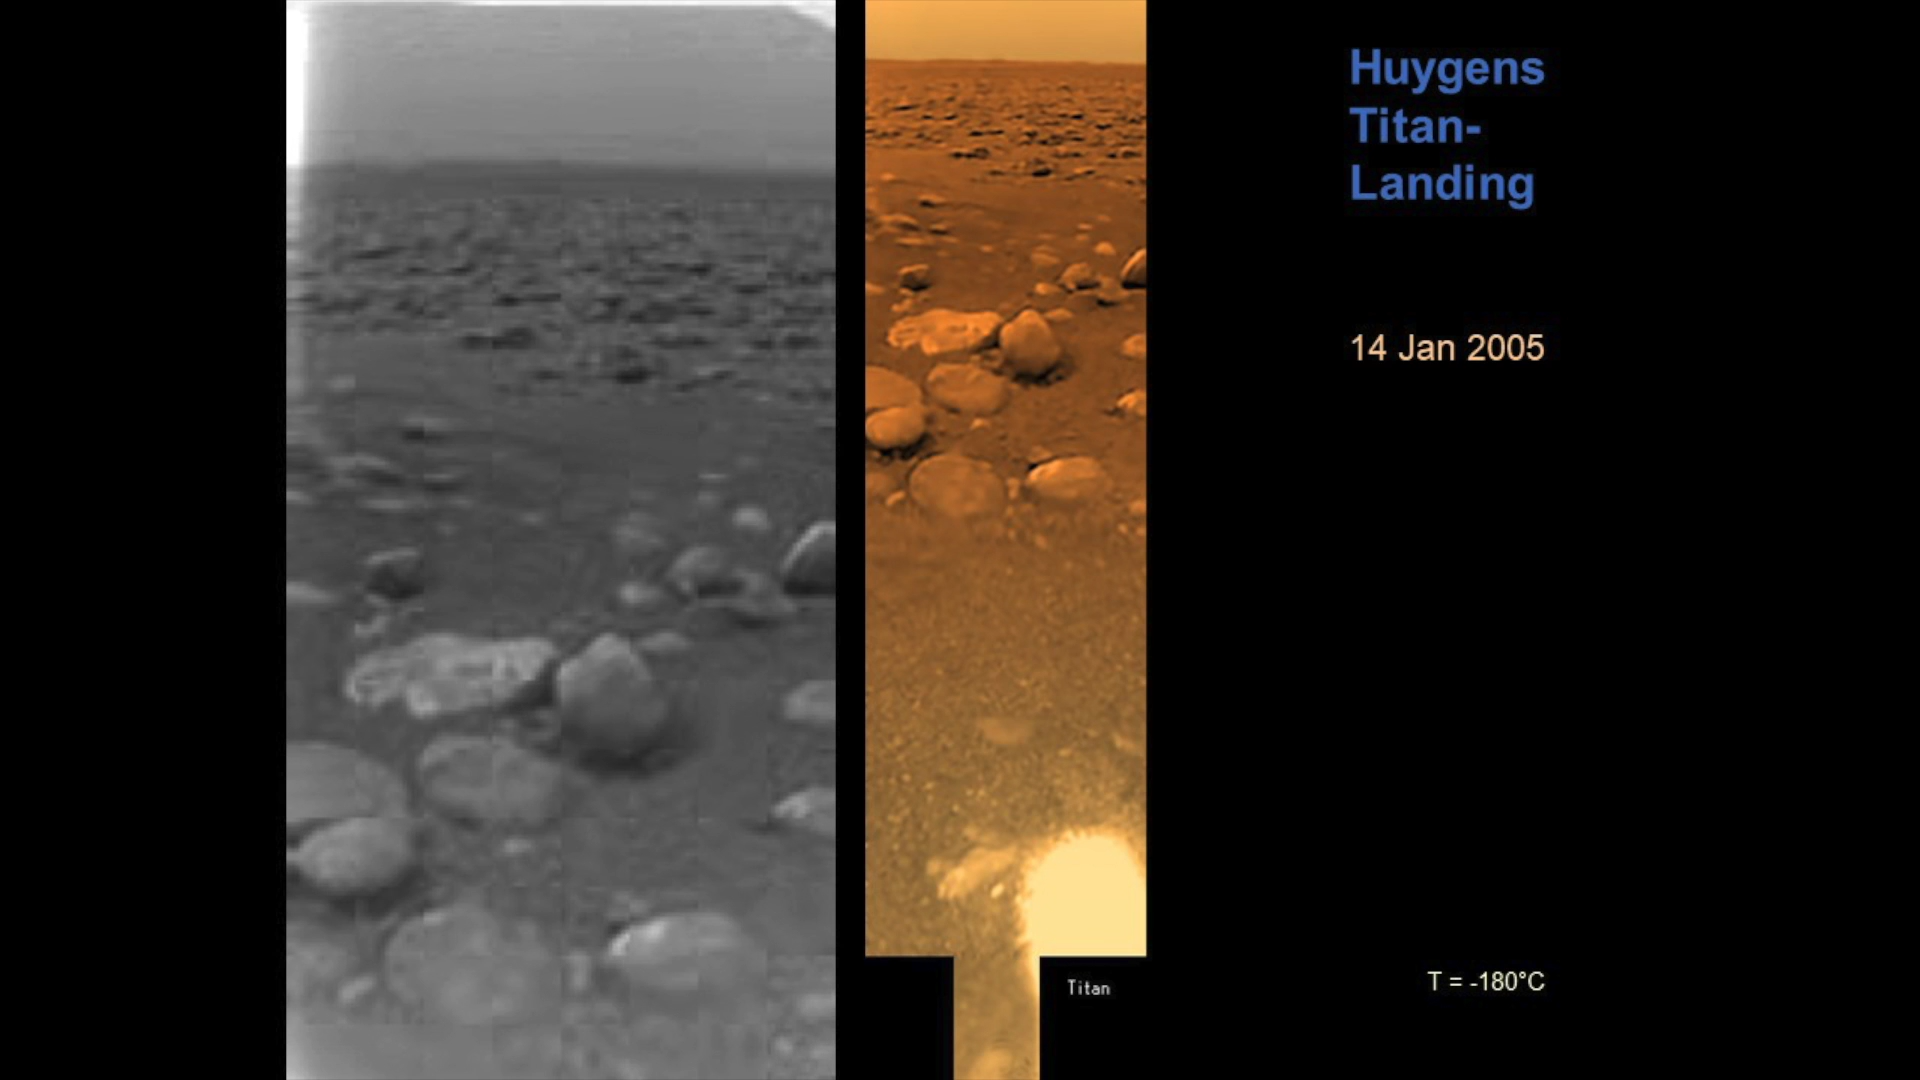 Huygens
Titan-
Landing
14 Jan 2005
Titan
T = -180°C